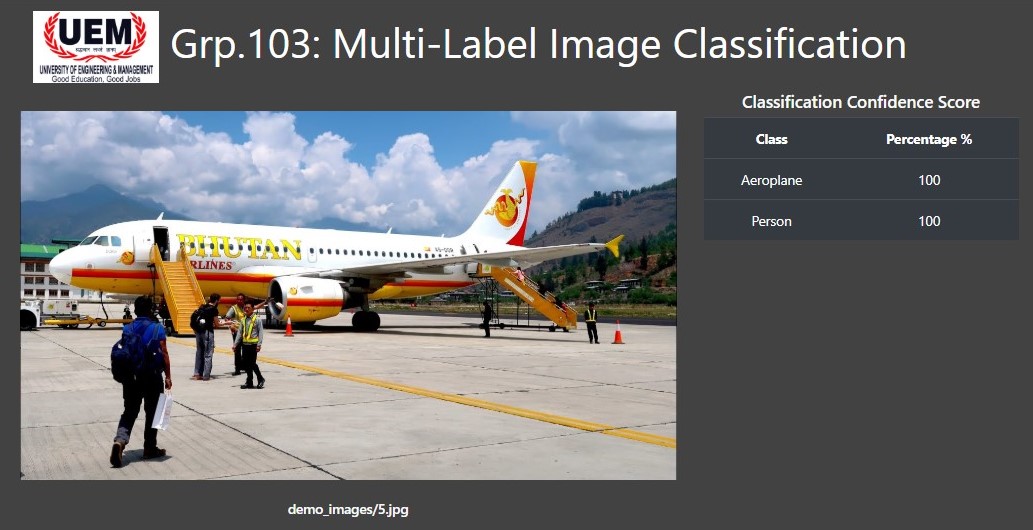 UEM
UNIVERSITY OF ENGINEERING & MANAGEMENT
Good Education, Good Jobs
Grp.103: Multi-Label Image Classification
Classification Confidence Score
Class Percentage %
Aeroplane 100
Person 100
BHUTAN
AIRLINES
demo_images/5.jpg